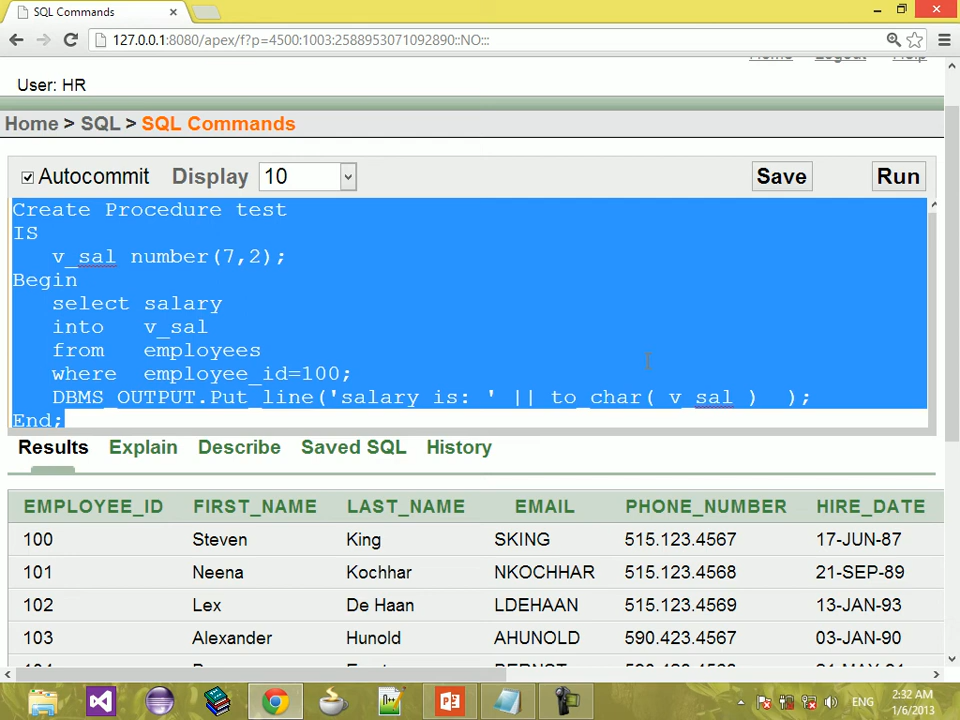 SQL Commands
127.0.0.1:8080/apex/f?p=4500:1003:2588953071092890::NO:::
Home Logout Help
User: HR
Home > SQL > SQL Commands
Autocommit Display 10 Save Run
Create Procedure test
IS
v_sal number(7,2);
Begin
select salary
into v_sal
from employees
where employee_id=100;
DBMS_OUTPUT.Put_line('salary is: ' || to_char( v_sal ) );
End;
Results Explain Describe Saved SQL History
EMPLOYEE_ID FIRST_NAME LAST_NAME EMAIL PHONE_NUMBER HIRE_DATE
100 Steven King SKING 515.123.4567 17-JUN-87
101 Neena Kochhar NKOCHHAR 515.123.4568 21-SEP-89
102 Lex De Haan LDEHAAN 515.123.4569 13-JAN-93
103 Alexander Hunold AHUNOLD 590.423.4567 03-JAN-90
ENG 2:32 AM
1/6/2013